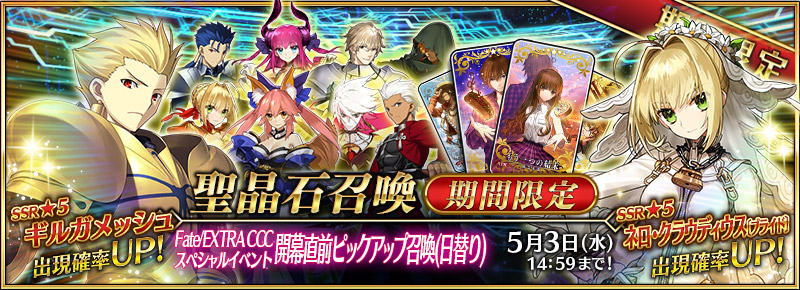 期間限定
聖晶石召喚
期間限定
SSR★5
ギルガメッシュ
出現確率UP!
Fate/EXTRA CCC
スペシャルイベント
開幕直前ピックアップ召喚(日替り)
5月3日(水)
14:59まで!
SSR★5
ネロ・クラウディウス(ブライド)
出現確率UP!